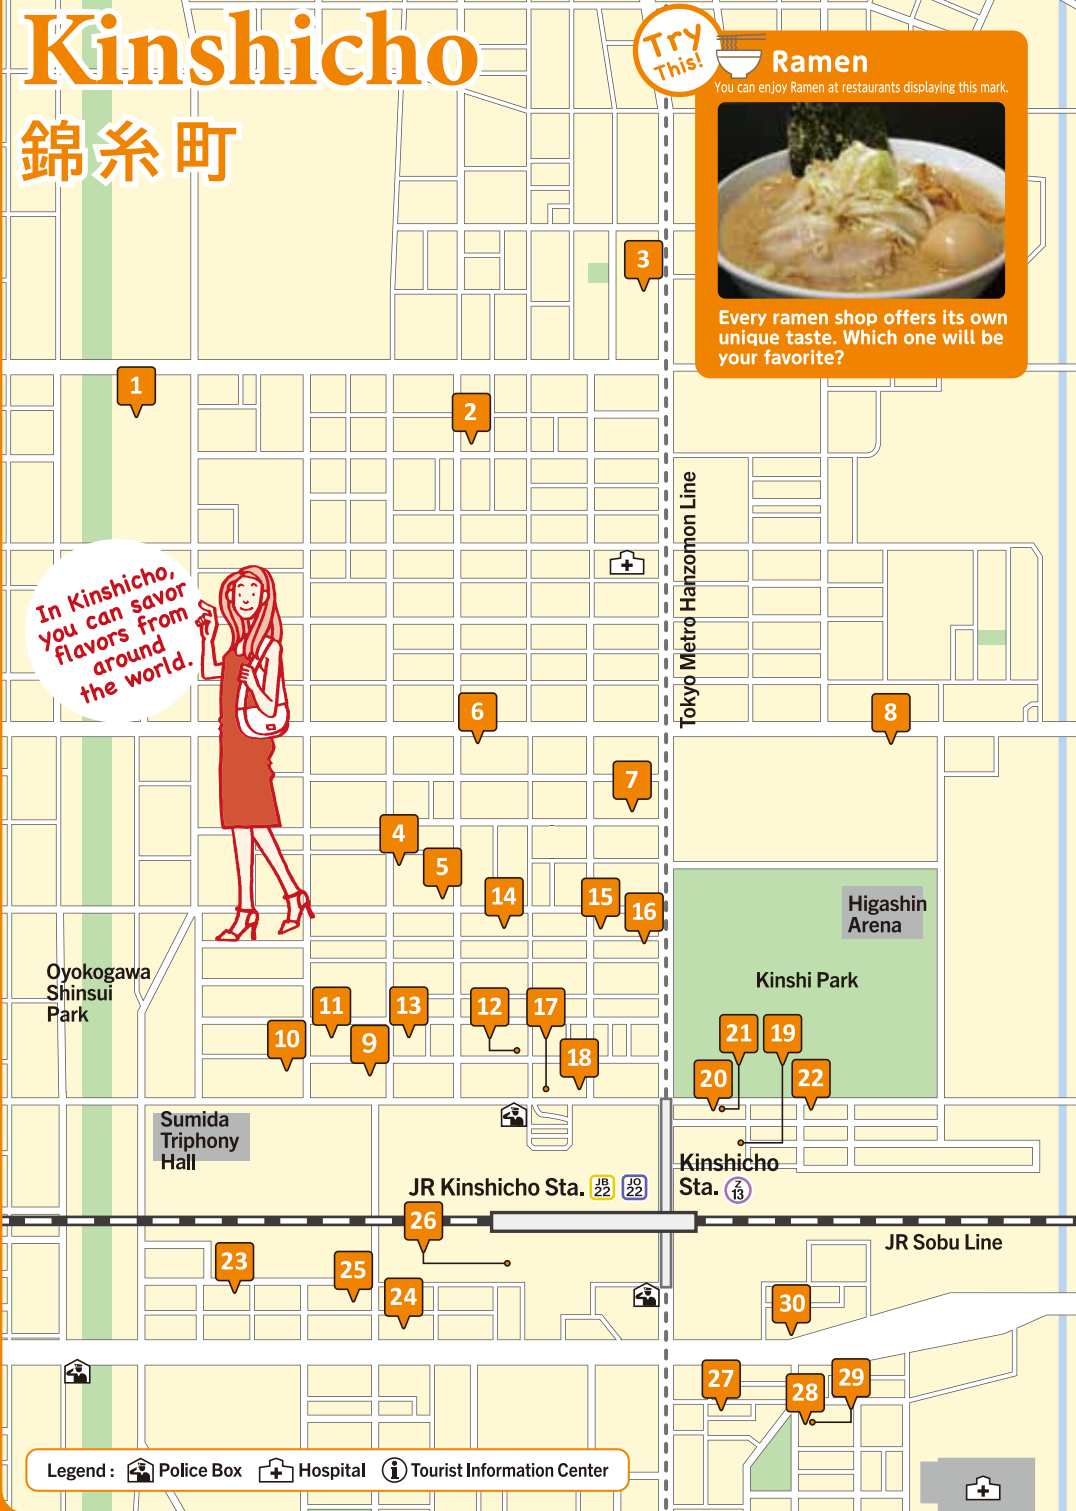 Kinshicho
錦糸町
Try
This!
Ramen
You can enjoy Ramen at restaurants displaying this mark.
Every ramen shop offers its own
unique taste. Which one will be
your favorite?
3
1
2
Tokyo Metro Hanzomon Line
In Kinshicho,
you can savor
flavors from
around
the world.
6
8
7
4
5
14
15
16
Higashin
Arena
Oyokogawa
Shinsui
Park
Kinshi Park
11
13
12
17
10
9
18
21
19
20
22
Sumida
Triphony
Hall
Kinshicho
Sta.
Z
13
JR Kinshicho Sta.
JB
22
JO
22
26
JR Sobu Line
23
25
24
30
27
28
29
Legend :
Police Box
Hospital
Tourist Information Center